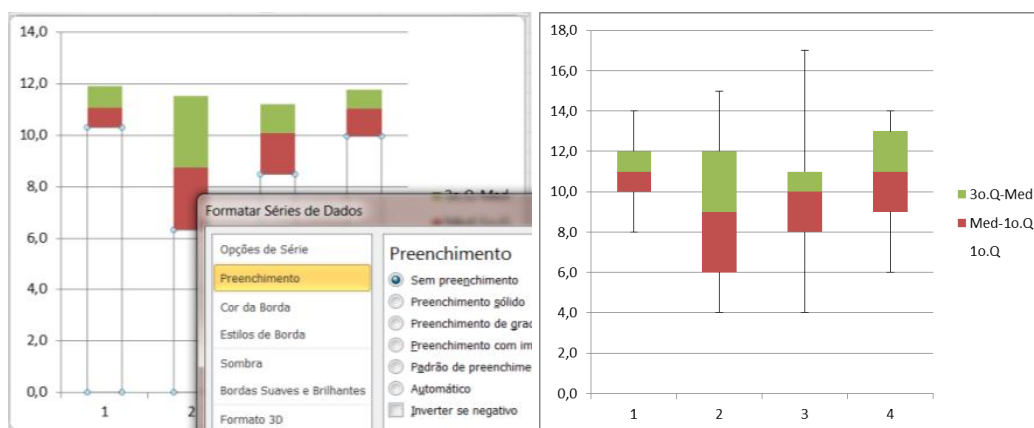 14,0
12,0
10,0
8,0
6,0
4,0
2,0
0,0
1
2
3o.Q-Med
Formatar Séries de Dados
Opções de Série
Preenchimento
Cor da Borda
Estilos de Borda
Sombra
Bordas Suaves e Brilhantes
Formato 3D
Preenchimento
Sem preenchimento
Preenchimento sólido
Preenchimento de grad
Preenchimento com im
Padrão de preenchime
Automático
Inverter se negativo
18,0
16,0
14,0
12,0
10,0
8,0
6,0
4,0
2,0
0,0
1 2 3 4
3o.Q-Med
Med-1o.Q
1o.Q